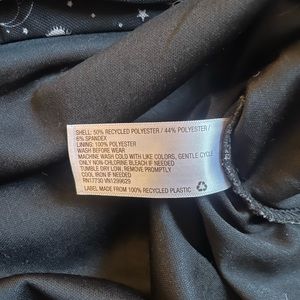 SHELL: 50% RECYCLED POLYESTER / 44% POLYESTER /
6% SPANDEX
LINING: 100% POLYESTER
WASH BEFORE WEAR
MACHINE WASH COLD WITH LIKE COLORS, GENTLE CYCLE
ONLY NON-CHLORINE BLEACH IF NEEDED
TUMBLE DRY LOW, REMOVE PROMPTLY
COOL IRON IF NEEDED
RN17730 VN1299629
LABEL MADE FROM 100% RECYCLED PLASTIC